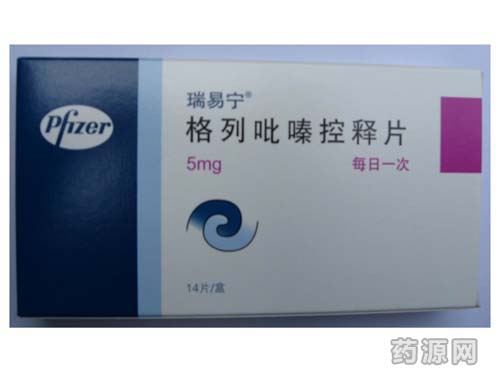 Pfizer
瑞易宁®
格列吡嗪控释片
5mg 每日一次
14片/盒
药源网